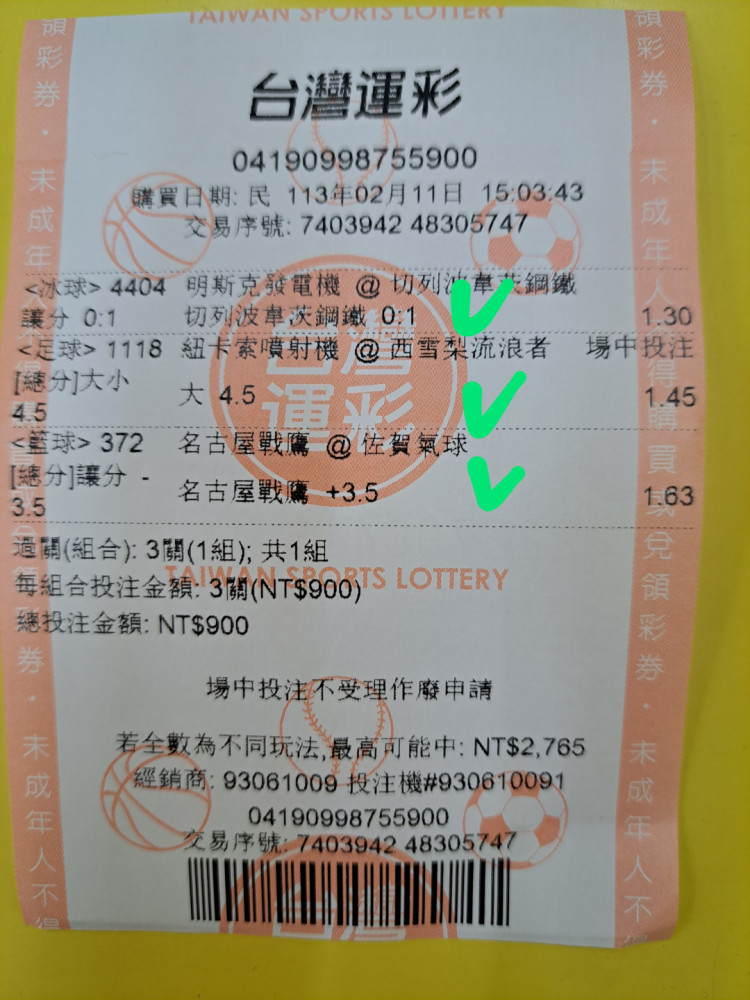 TAIWAN SPORTS LOTTERY
台灣運彩
04190998755900
購買日期: 民 113年02月11日 15:03:43
交易序號: 7403942 48305747
<冰球> 4404 明斯克發電機 @ 切列波韋茨鋼鐵
讓分 0:1 切列波韋茨鋼鐵 0:1 1.30
<足球> 1118 紐卡索噴射機 @ 西雪梨流浪者 場中投注
[總分]大小
4.5 大 4.5 1.45
<籃球> 372 名古屋戰鷹 @ 佐賀氣球
[總分]讓分 -
3.5 名古屋戰鷹 +3.5 1.63
過關(組合): 3關(1組); 共1組
每組合投注金額: 3關(NT$900)
總投注金額: NT$900
TAIWAN SPORTS LOTTERY
場中投注不受理作廢申請
若全數為不同玩法,最高可能中: NT$2,765
經銷商: 93061009 投注機#930610091
04190998755900
交易序號: 7403942 48305747
台灣運彩
領彩券·未成年人
券·未成年人不得
領彩券·未成年人
得購買或兌領彩券·未成年人不